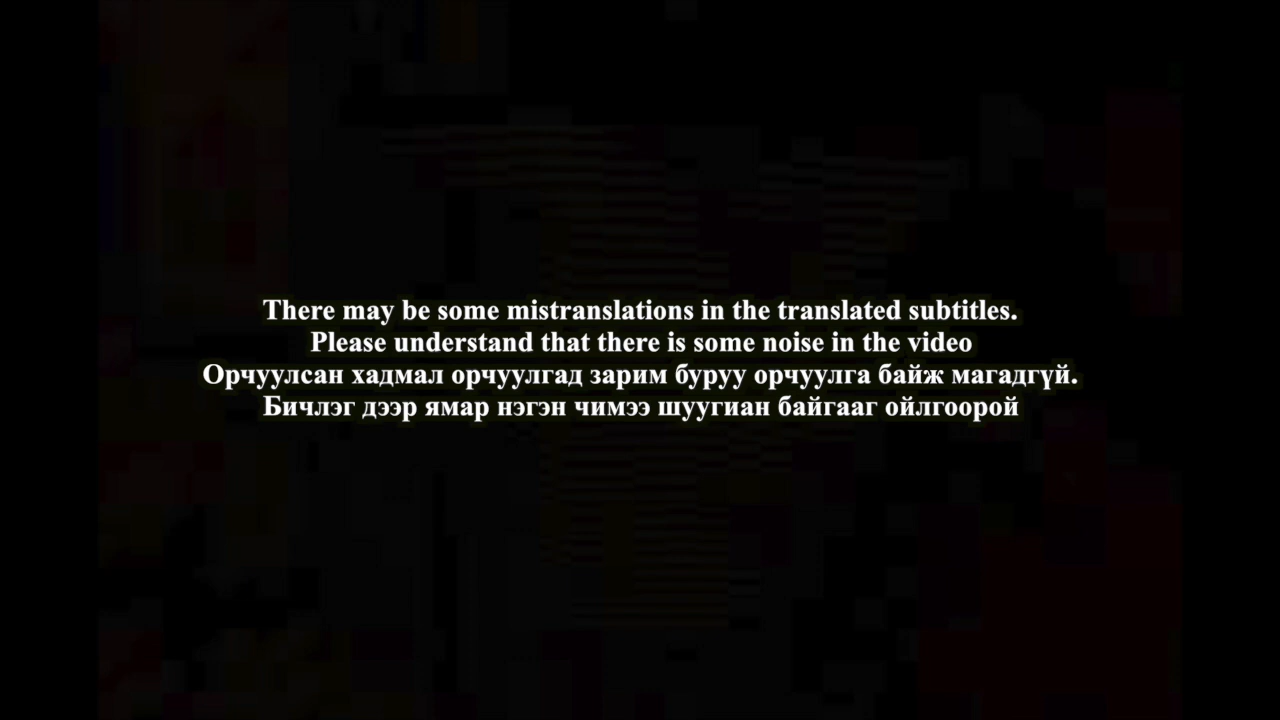 There may be some mistranslations in the translated subtitles.
Please understand that there is some noise in the video
Орчуулсан хадмал орчуулгад зарим буруу орчуулга байж магадгүй.
Бичлэг дээр ямар нэгэн чимээ шуугиан байгааг ойлгоорой